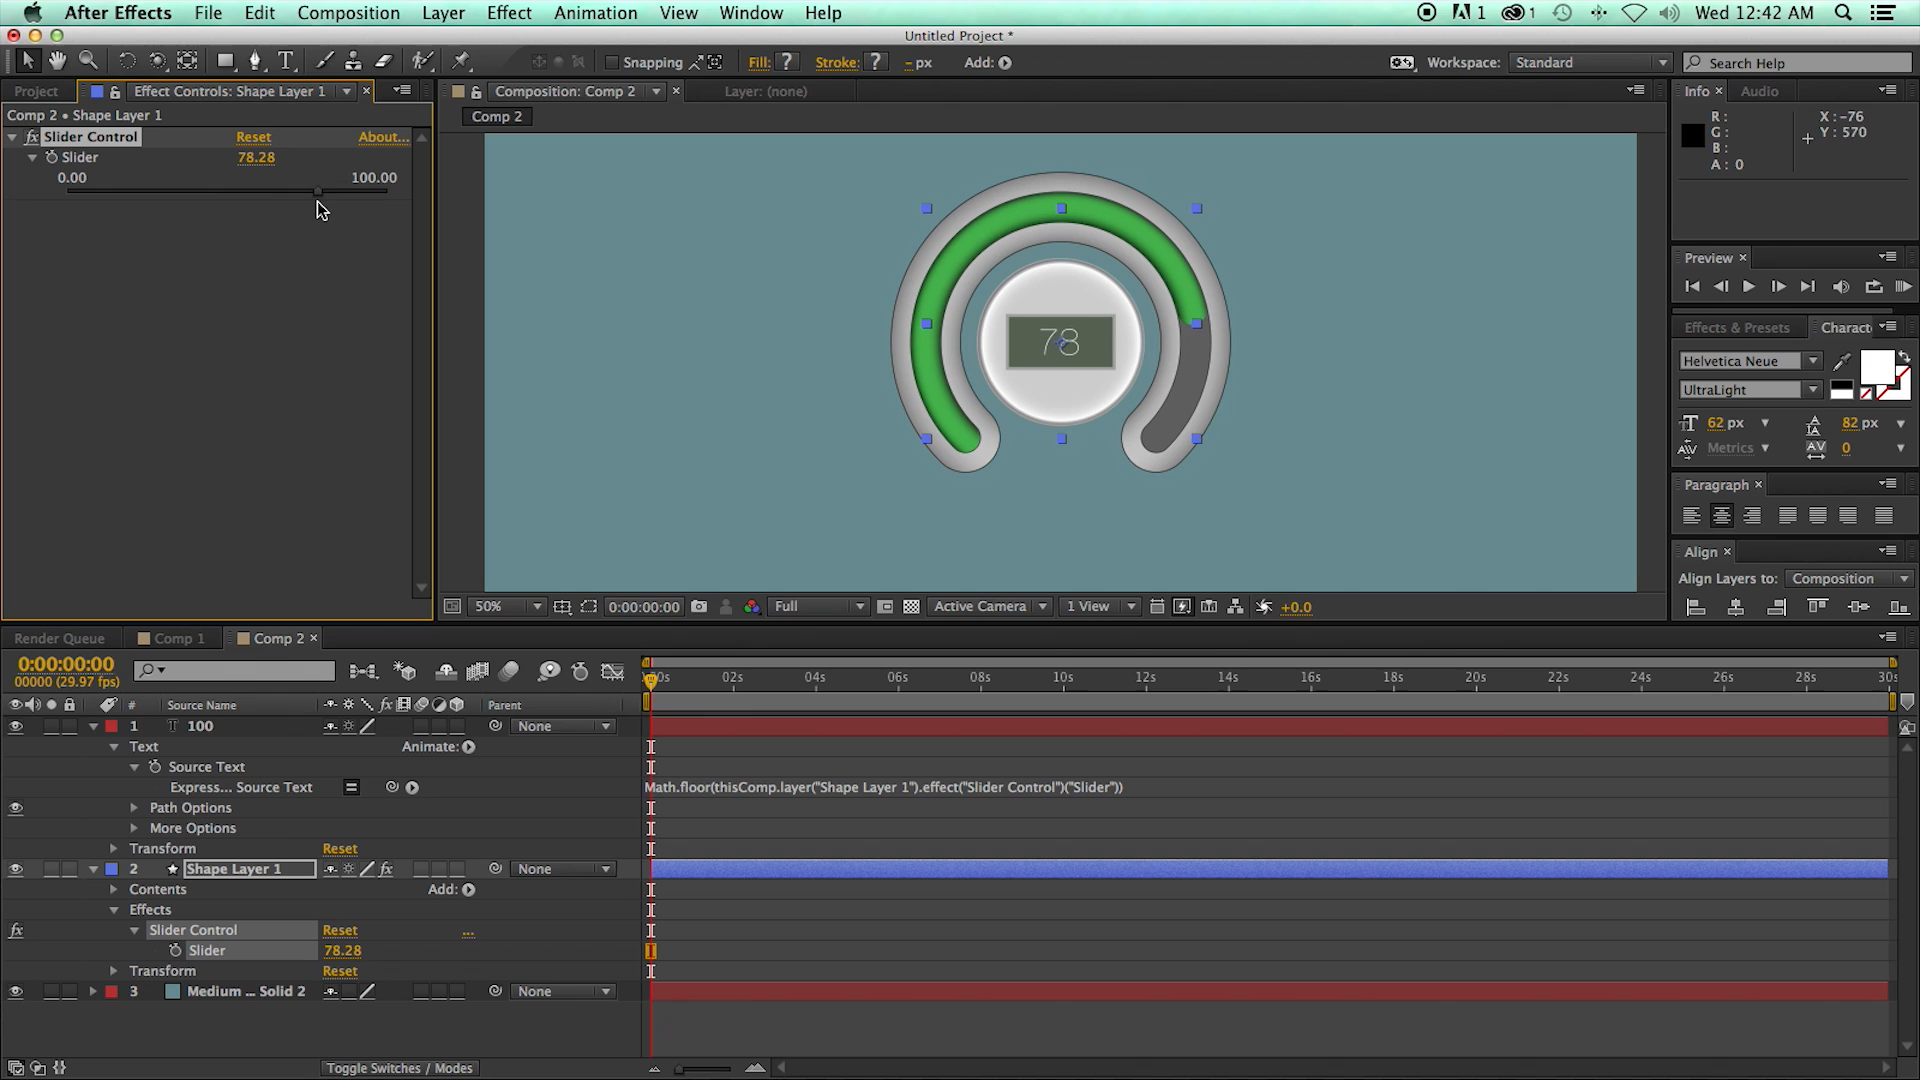 After Effects File Edit Composition Layer Effect Animation View Window Help 1 1 Wed 12:42 AM
Untitled Project *
Snapping Fill: ? Stroke: ? - px Add: Workspace: Standard Search Help
Project Effect Controls: Shape Layer 1 × Composition: Comp 2 × Layer: (none) Info × Audio
Comp 2 • Shape Layer 1
Comp 2
fx Slider Control Reset About...
Slider 78.28
0.00 100.00
R :
G :
B :
A : 0
X : -76
Y : 570
78
Preview ×
Effects & Presets Charact
Helvetica Neue
UltraLight
62 px 82 px
Metrics 0
Paragraph ×
Align ×
Align Layers to: Composition
50% 0:00:00:00 Full Active Camera 1 View +0.0
Render Queue Comp 1 Comp 2 ×
0:00:00:00
00000 (29.97 fps)
02s 04s 06s 08s 10s 12s 14s 16s 18s 20s 22s 24s 26s 28s 30s
# Source Name fx Parent
1 T 100 None
Text Animate:
Source Text
Express... Source Text Math.floor(thisComp.layer("Shape Layer 1").effect("Slider Control")("Slider"))
Path Options
More Options
Transform Reset
2 Shape Layer 1 fx None
Contents Add:
Effects
fx Slider Control Reset ...
Slider 78.28
Transform Reset
3 Medium ... Solid 2 None
Toggle Switches / Modes